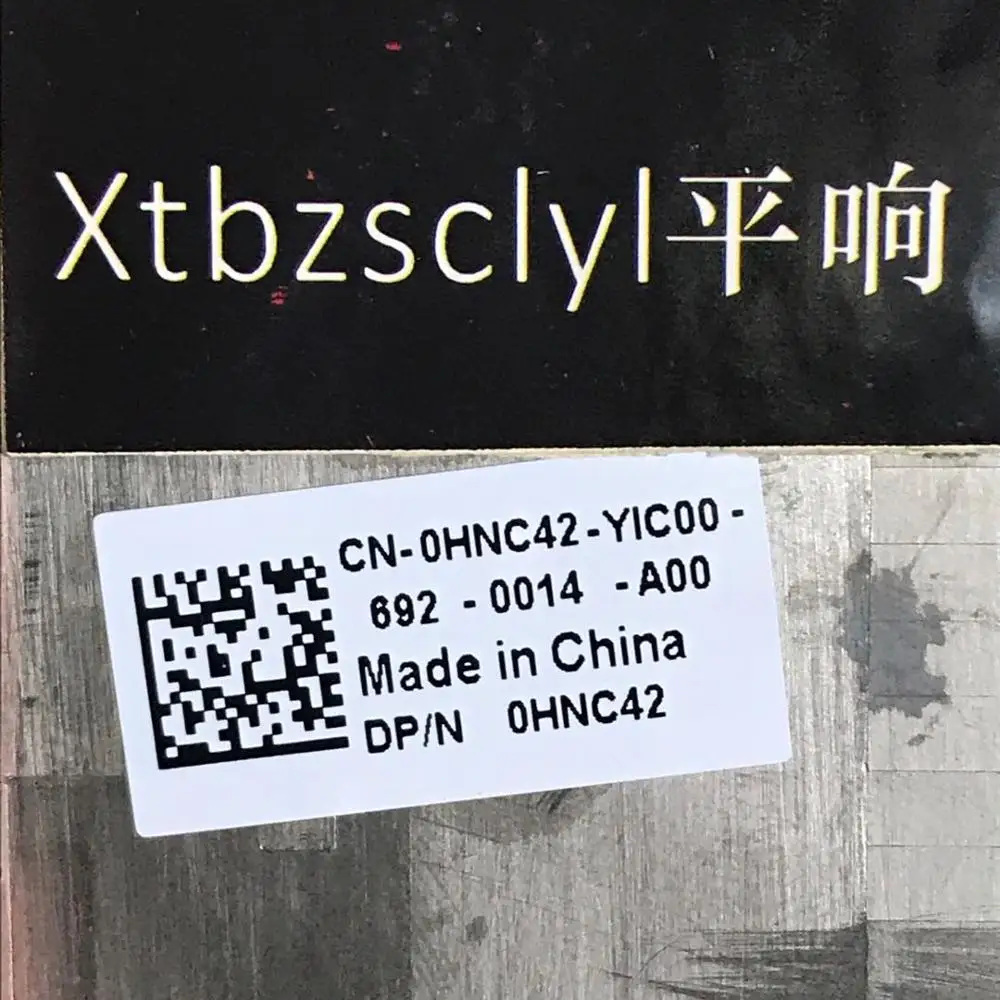 Xtbzsclyl平响
CN-0HNC42-YIC00-
692 -0014 -A00
Made in China
DP/N 0HNC42